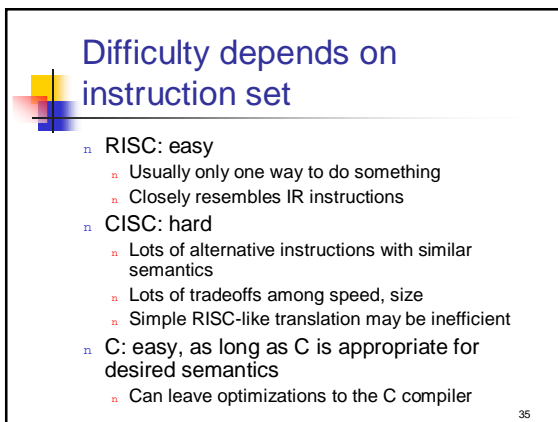 Difficulty depends on
instruction set
n RISC: easy
n Usually only one way to do something
n Closely resembles IR instructions
n CISC: hard
n Lots of alternative instructions with similar
semantics
n Lots of tradeoffs among speed, size
n Simple RISC-like translation may be inefficient
n C: easy, as long as C is appropriate for
desired semantics
n Can leave optimizations to the C compiler
35